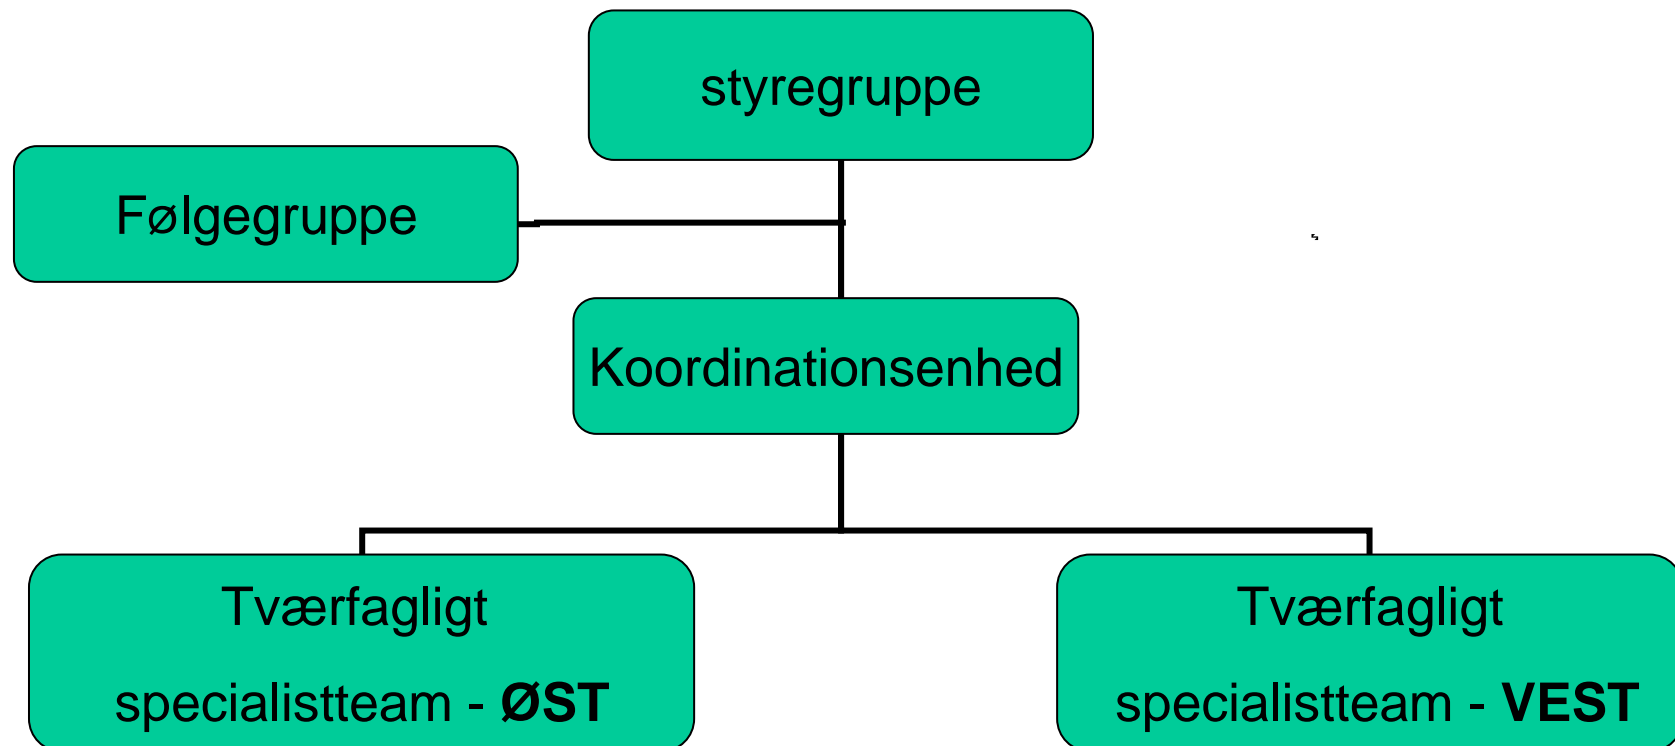 styregruppe
Følgegruppe
Koordinationsenhed
Tværfagligt
specialistteam - ØST
Tværfagligt
specialistteam - VEST